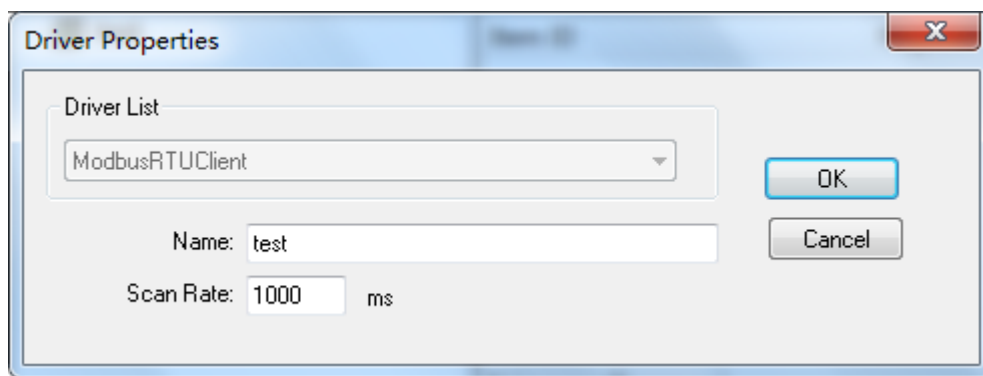 Driver Properties
Driver List
ModbusRTUClient
OK
Name: test
Cancel
Scan Rate: 1000 ms